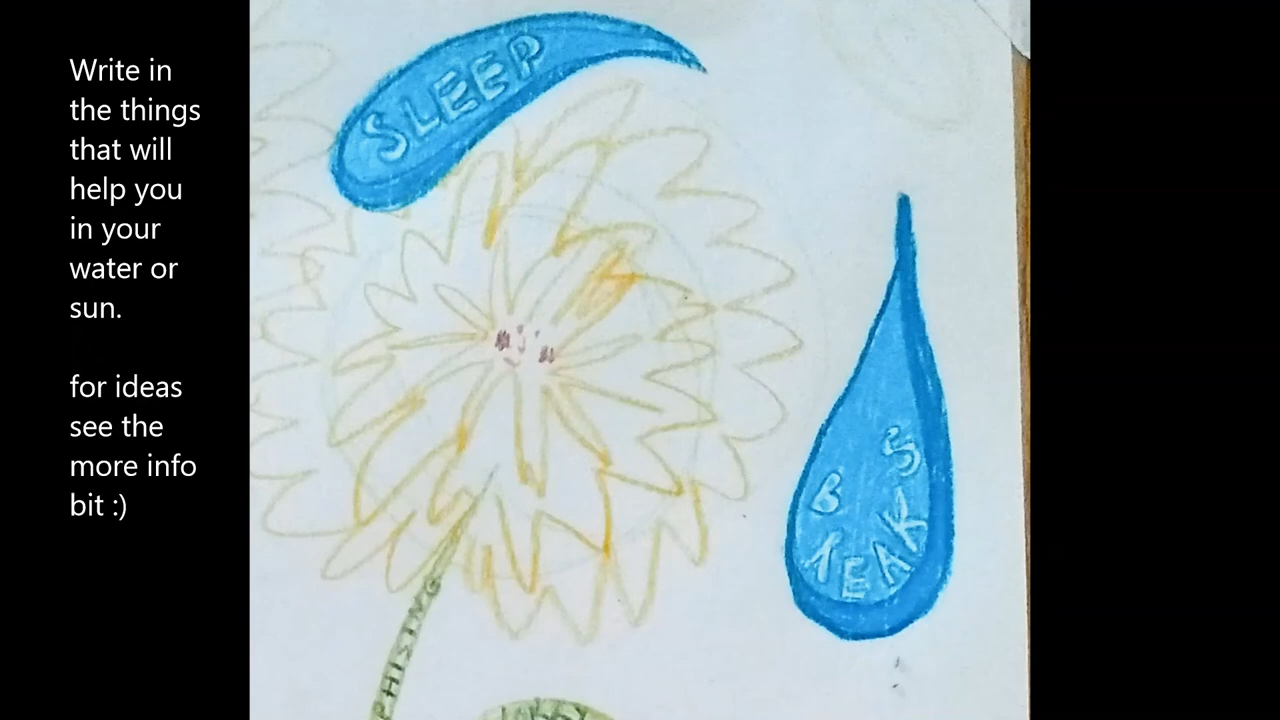 Write in
the things
that will
help you
in your
water or
sun.
for ideas
see the
more info
bit :)
SLEEP
BREAKS